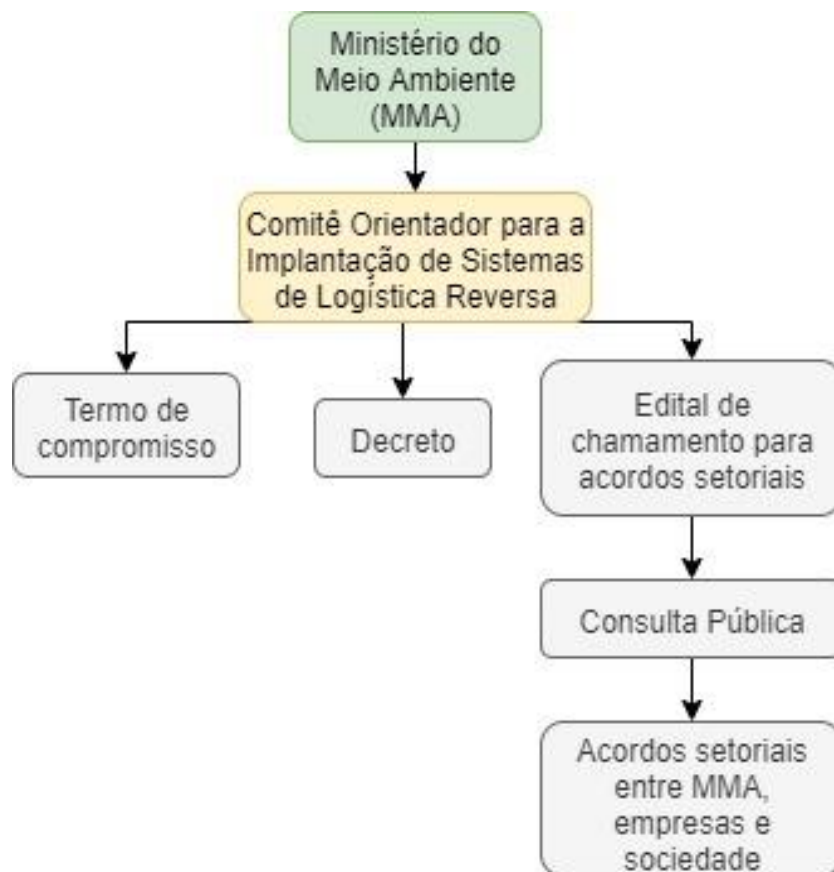 Ministério do
Meio Ambiente
(MMA)
Comitê Orientador para a
Implantação de Sistemas
de Logística Reversa
Termo de
compromisso
Decreto
Edital de
chamamento para
acordos setoriais
Consulta Pública
Acordos setoriais
entre MMA,
empresas e
sociedade